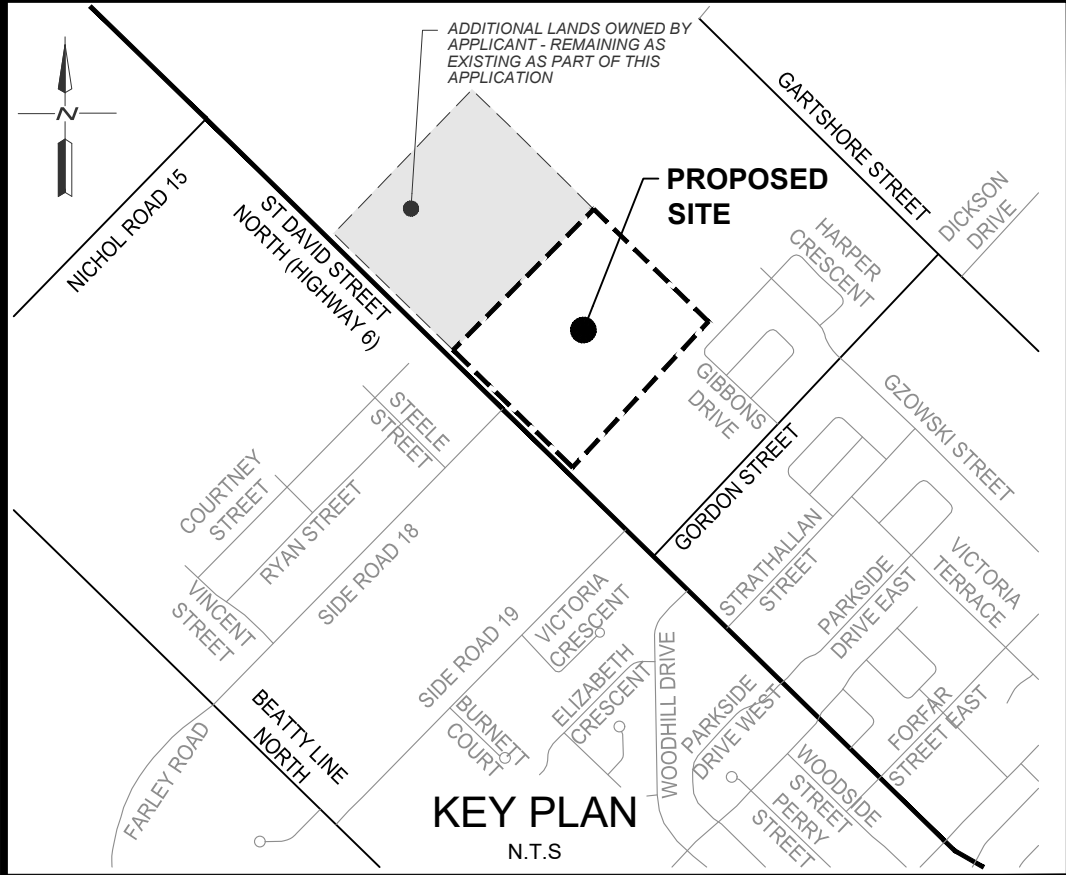 ADDITIONAL LANDS OWNED BY
APPLICANT - REMAINING AS
EXISTING AS PART OF THIS
APPLICATION
N
GARTSHORE STREET
DICKSON
DRIVE
PROPOSED
SITE
NICHOL ROAD 15
ST DAVID STREET
NORTH (HIGHWAY 6)
HARPER
CRESCENT
GIBBONS
DRIVE
GZOWSKI STREET
GORDON STREET
STEELE
STREET
COURTNEY
STREET
RYAN STREET
SIDE ROAD 18
VINCENT
STREET
STRATHALLAN
STREET
PARKSIDE
DRIVE EAST
VICTORIA
TERRACE
SIDE ROAD 19
VICTORIA
CRESCENT
ELIZABETH
CRESCENT
BURNETT
COURT
WOODHILL DRIVE
PARKSIDE
DRIVE WEST
FORFAR
STREET EAST
WOODSIDE
STREET
PERRY
STREET
BEATTY LINE
NORTH
FARLEY ROAD
KEY PLAN
N.T.S